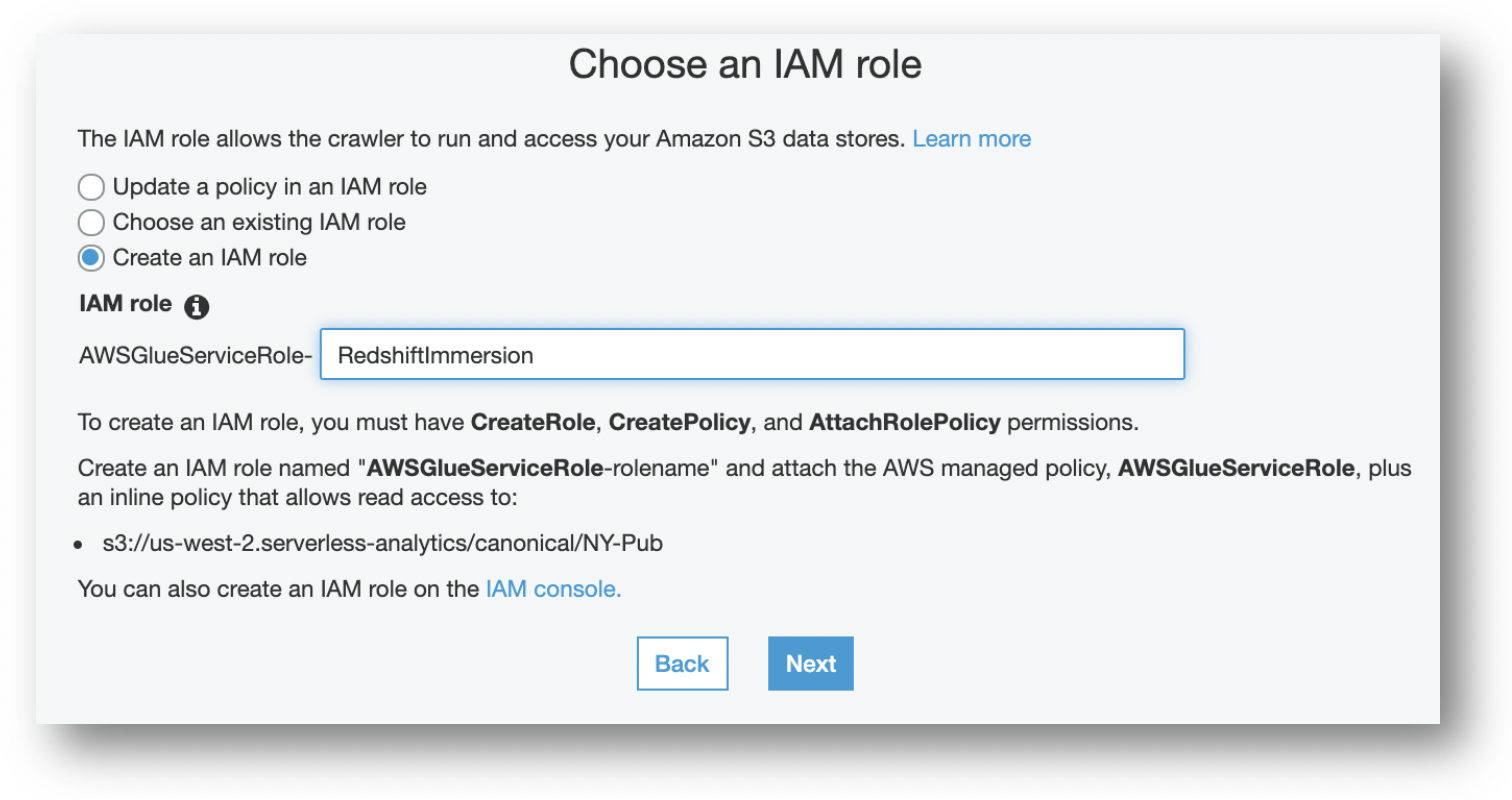 Choose an IAM role
The IAM role allows the crawler to run and access your Amazon S3 data stores. Learn more
Update a policy in an IAM role
Choose an existing IAM role
Create an IAM role
IAM role
AWSGlueServiceRole- RedshiftImmersion
To create an IAM role, you must have CreateRole, CreatePolicy, and AttachRolePolicy permissions.
Create an IAM role named "AWSGlueServiceRole-rolename" and attach the AWS managed policy, AWSGlueServiceRole, plus
an inline policy that allows read access to:
• s3://us-west-2.serverless-analytics/canonical/NY-Pub
You can also create an IAM role on the IAM console.
Back Next